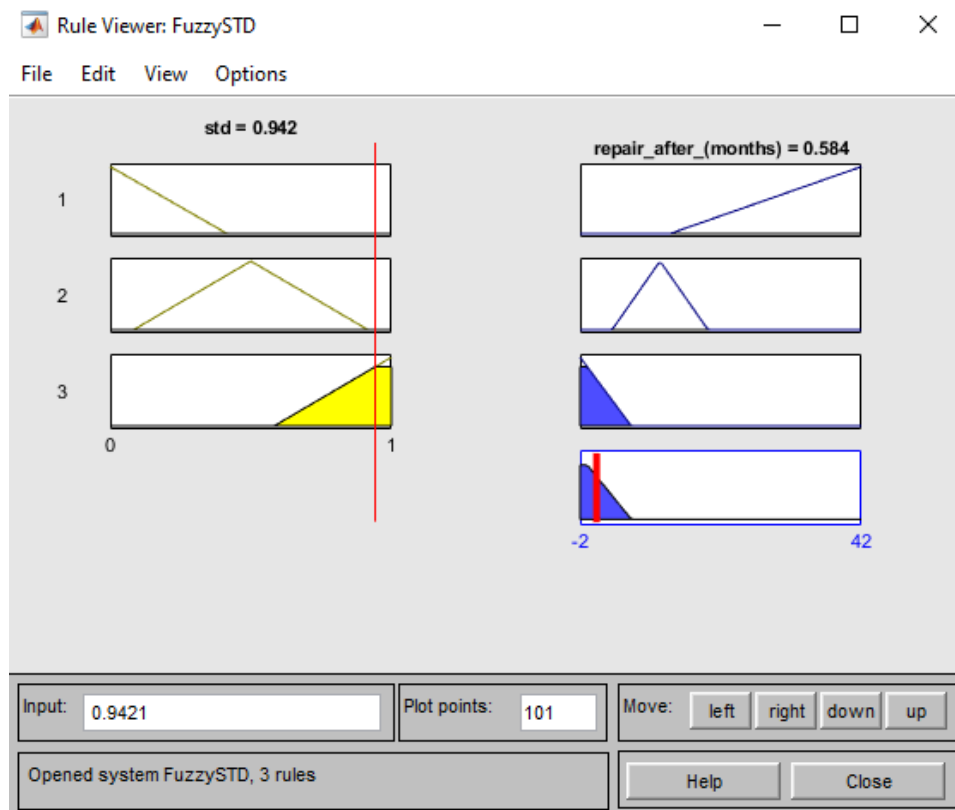 Rule Viewer: FuzzySTD
File Edit View Options
std = 0.942
repair_after_(months) = 0.584
1
2
3
0 1
-2 42
Input: 0.9421 Plot points: 101 Move: left right down up
Opened system FuzzySTD, 3 rules Help Close